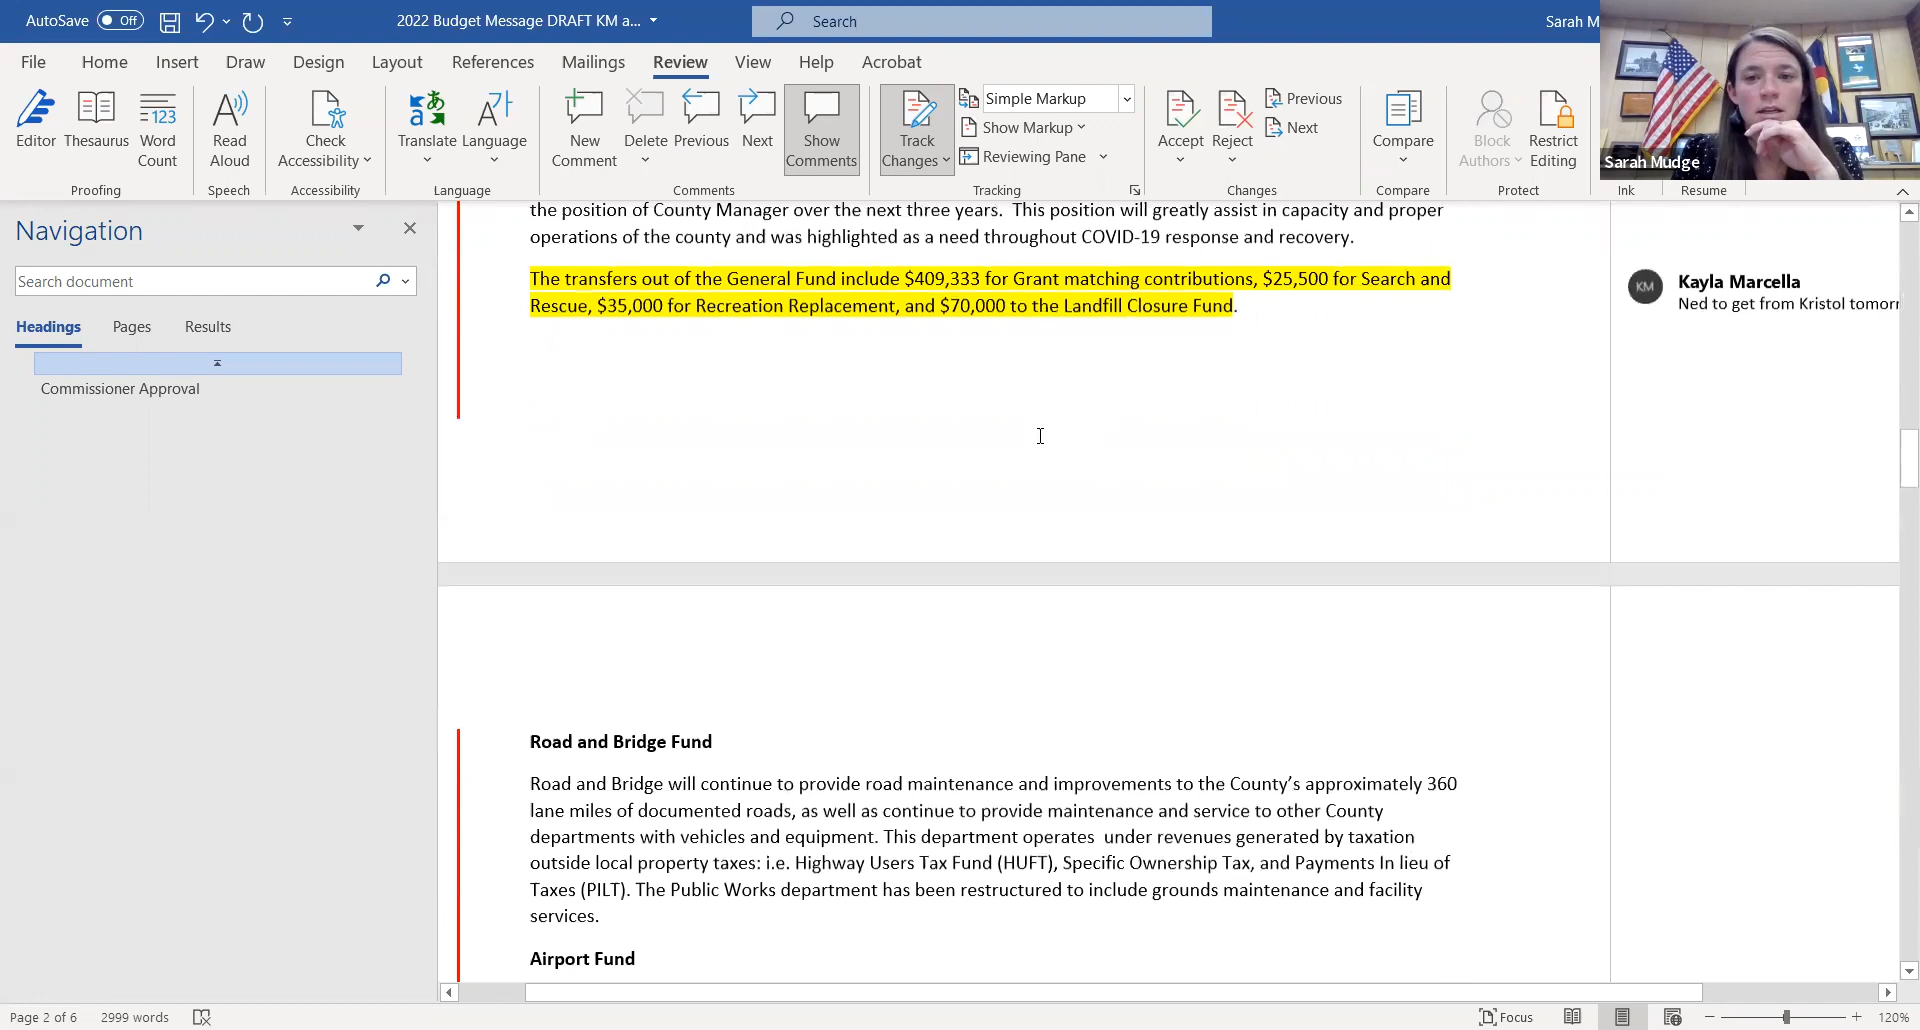 AutoSave Off
2022 Budget Message DRAFT KM a...
Search
Sarah M
File Home Insert Draw Design Layout References Mailings Review View Help Acrobat
Editor
Thesaurus
Word Count
Proofing
Read Aloud
Speech
Check Accessibility
Accessibility
Translate
Language
Language
New Comment
Delete
Previous
Next
Show Comments
Comments
Track Changes
Simple Markup
Show Markup
Reviewing Pane
Tracking
Accept
Reject
Previous
Next
Changes
Compare
Compare
Block Authors
Restrict Editing
Protect
Ink
Resume
Sarah Mudge
Navigation
Search document
Headings Pages Results
Commissioner Approval
the position of County Manager over the next three years. This position will greatly assist in capacity and proper
operations of the county and was highlighted as a need throughout COVID-19 response and recovery.
The transfers out of the General Fund include $409,333 for Grant matching contributions, $25,500 for Search and
Rescue, $35,000 for Recreation Replacement, and $70,000 to the Landfill Closure Fund.
KM
Kayla Marcella
Ned to get from Kristol tomorr
Road and Bridge Fund
Road and Bridge will continue to provide road maintenance and improvements to the County’s approximately 360
lane miles of documented roads, as well as continue to provide maintenance and service to other County
departments with vehicles and equipment. This department operates under revenues generated by taxation
outside local property taxes: i.e. Highway Users Tax Fund (HUFT), Specific Ownership Tax, and Payments In lieu of
Taxes (PILT). The Public Works department has been restructured to include grounds maintenance and facility
services.
Airport Fund
Page 2 of 6 2999 words
Focus
120%